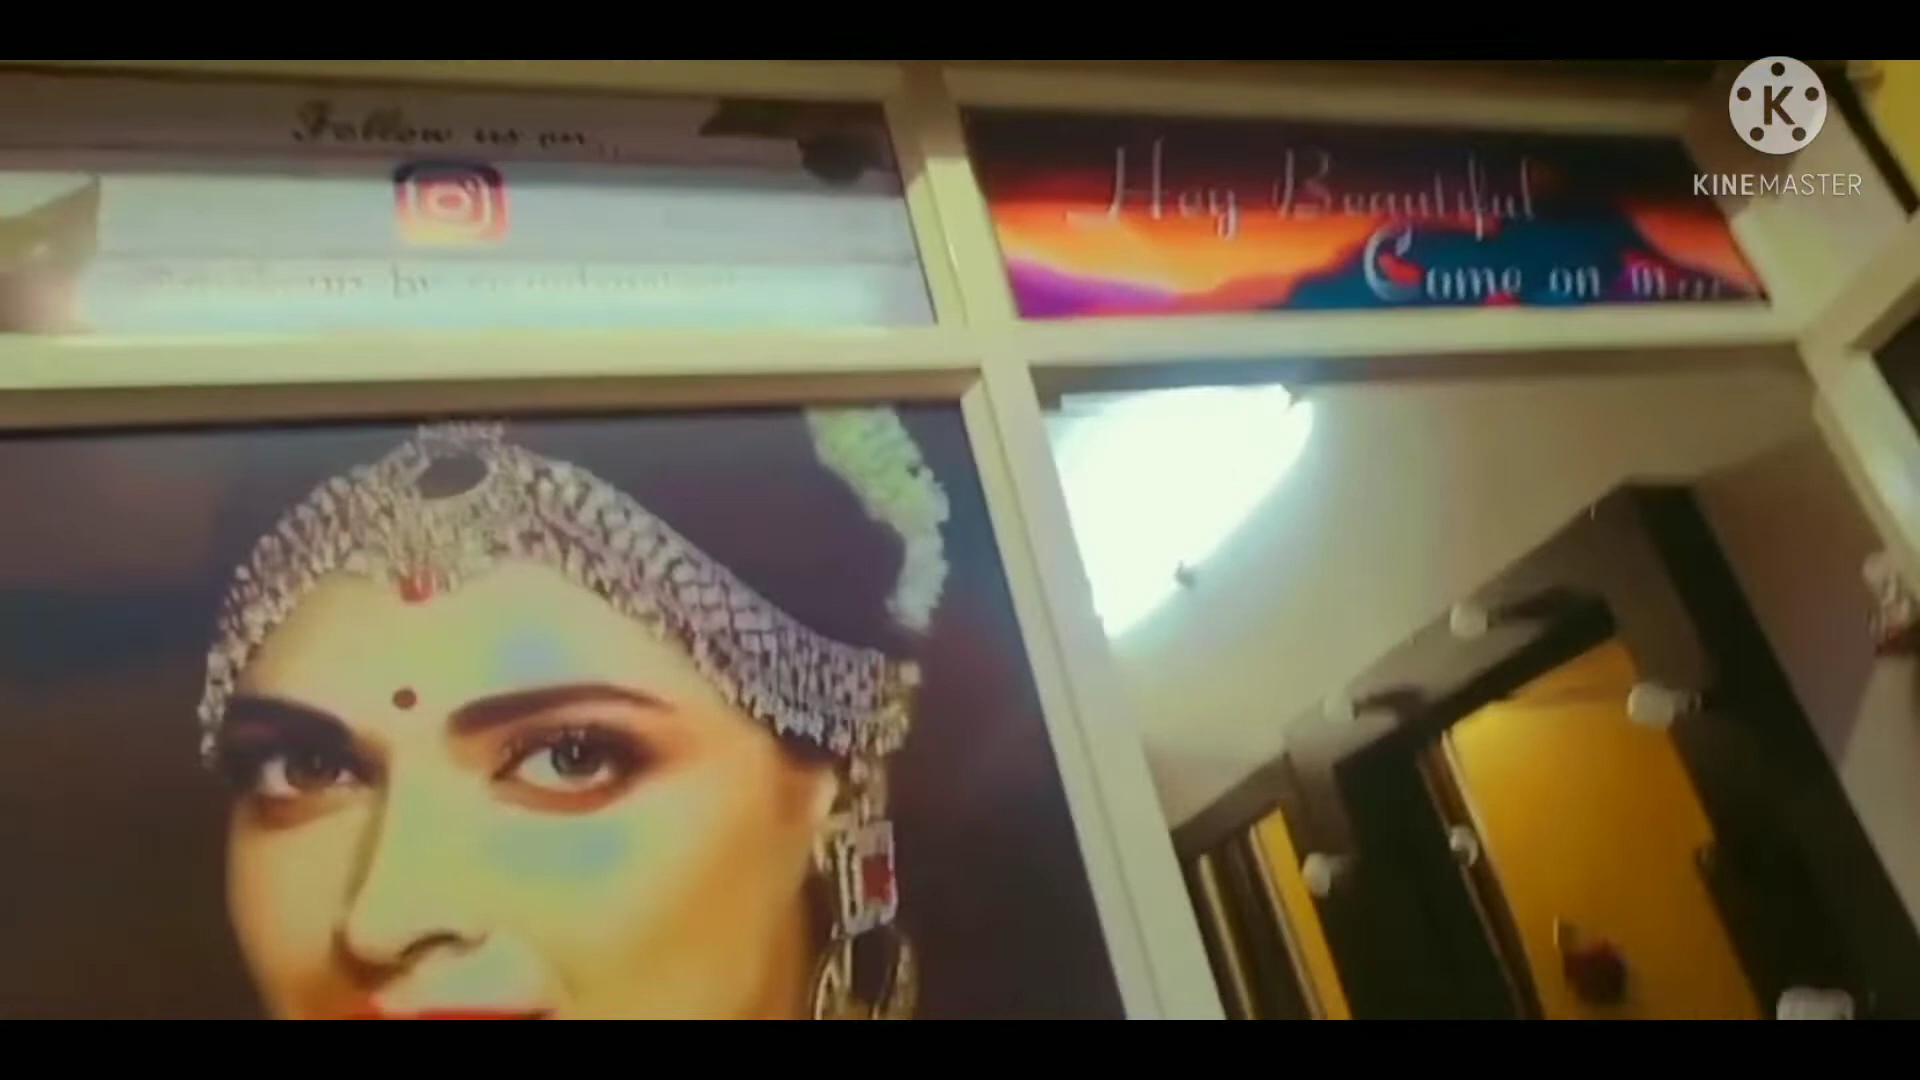 Follow us on..
Hey Beautiful
Come on in...
K
KINEMASTER